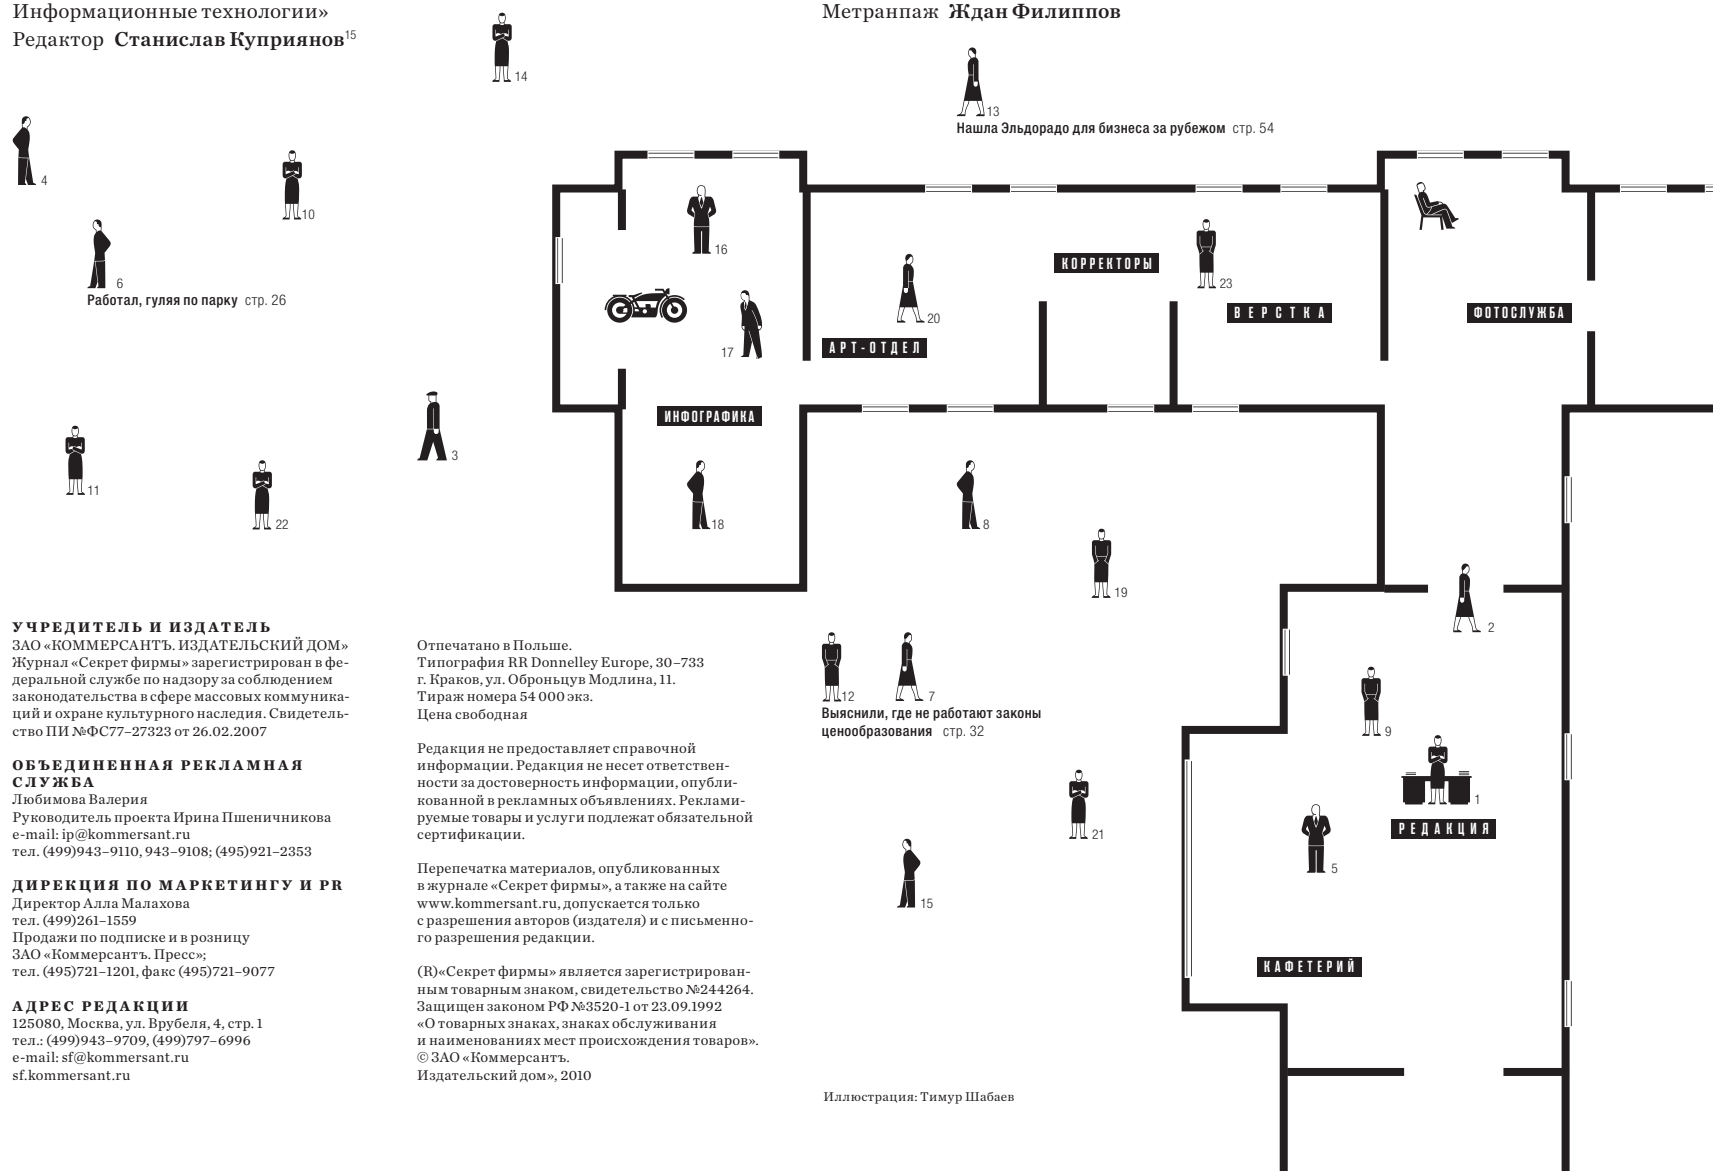 Информационные технологии»
Редактор Станислав Куприянов15
Метранпаж Ждан Филиппов
14
13
Нашла Эльдорадо для бизнеса за рубежом стр. 54
4
10
6
Работал, гуляя по парку стр. 26
16
17
20
КОРРЕКТОРЫ
23
ВЕРСТКА
ФОТОСЛУЖБА
АРТ-ОТДЕЛ
ИНФОГРАФИКА
3
11
22
18
8
19
2
12
7
Выяснили, где не работают законы
ценообразования стр. 32
9
1
РЕДАКЦИЯ
21
5
15
КАФЕТЕРИЙ
УЧРЕДИТЕЛЬ И ИЗДАТЕЛЬ
ЗАО «КОММЕРСАНТЪ. ИЗДАТЕЛЬСКИЙ ДОМ»
Журнал «Секрет фирмы» зарегистрирован в фе-
деральной службе по надзору за соблюдением
законодательства в сфере массовых коммуника-
ций и охране культурного наследия. Свидетель-
ство ПИ №ФС77–27323 от 26.02.2007
ОБЪЕДИНЕННАЯ РЕКЛАМНАЯ
СЛУЖБА
Любимова Валерия
Руководитель проекта Ирина Пшеничникова
e-mail: ip@kommersant.ru
тел. (499)943–9110, 943–9108; (495)921–2353
ДИРЕКЦИЯ ПО МАРКЕТИНГУ И PR
Директор Алла Малахова
тел. (499)261–1559
Продажи по подписке и в розницу
ЗАО «Коммерсантъ. Пресс»;
тел. (495)721–1201, факс (495)721–9077
АДРЕС РЕДАКЦИИ
125080, Москва, ул. Врубеля, 4, стр. 1
тел.: (499)943–9709, (499)797–6996
e-mail: sf@kommersant.ru
sf.kommersant.ru
Отпечатано в Польше.
Типография RR Donnelley Europe, 30–733
г. Краков, ул. Оброньцув Модлина, 11.
Тираж номера 54 000 экз.
Цена свободная
Редакция не предоставляет справочной
информации. Редакция не несет ответствен-
ности за достоверность информации, опубли-
кованной в рекламных объявлениях. Реклами-
руемые товары и услуги подлежат обязательной
сертификации.
Перепечатка материалов, опубликованных
в журнале «Секрет фирмы», а также на сайте
www.kommersant.ru, допускается только
с разрешения авторов (издателя) и с письменно-
го разрешения редакции.
(R)«Секрет фирмы» является зарегистрирован-
ным товарным знаком, свидетельство №244264.
Защищен законом РФ №3520-1 от 23.09.1992
«О товарных знаках, знаках обслуживания
и наименованиях мест происхождения товаров».
© ЗАО «Коммерсантъ.
Издательский дом», 2010
Иллюстрация: Тимур Шабаев